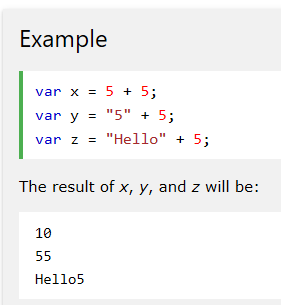 Example
var x = 5 + 5;
var y = "5" + 5;
var z = "Hello" + 5;
The result of x, y, and z will be:
10
55
Hello5